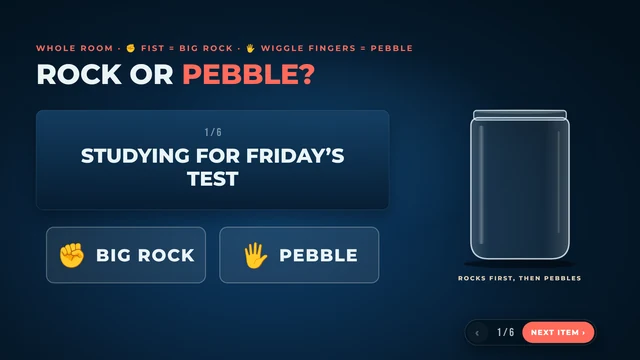 WHOLE ROOM · ✊ FIST = BIG ROCK · 🖐 WIGGLE FINGERS = PEBBLE
ROCK OR PEBBLE?
1/6
STUDYING FOR FRIDAY'S
TEST
✊ BIG ROCK
🖐 PEBBLE
ROCKS FIRST, THEN PEBBLES
‹ 1/6 NEXT ITEM ›